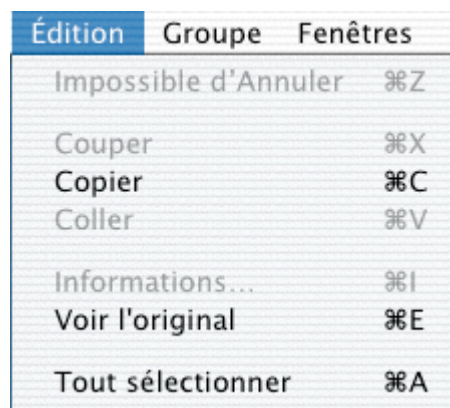 Édition Groupe Fenêtres
Impossible d’Annuler ⌘Z
Couper ⌘X
Copier ⌘C
Coller ⌘V
Informations... ⌘I
Voir l'original ⌘E
Tout sélectionner ⌘A